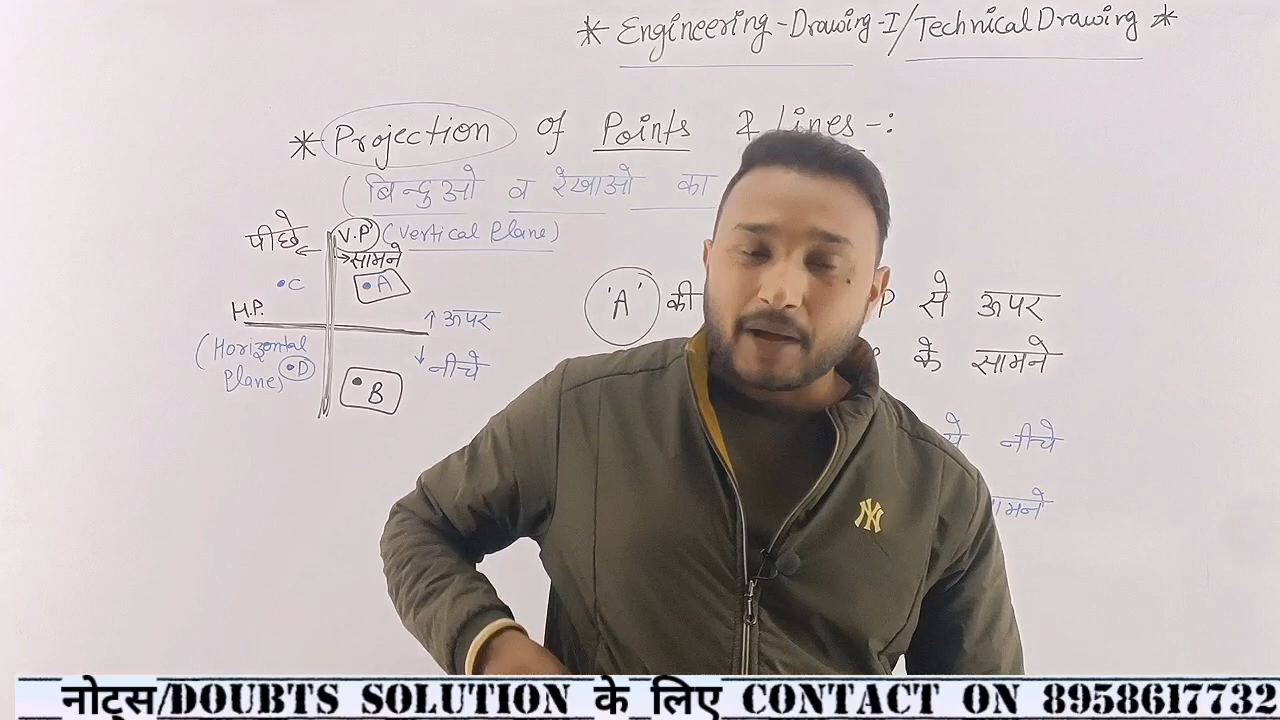 * Engineering-Drawing-I/Technical Drawing *
* Projection of Points & Lines -:
(बिन्दुओ व रेखाओ का
पीछे ← V.P (Vertical Plane)
→ सामने
•C •A
H.P. ↑ ऊपर
(Horizontal ↓ नीचे
Plane) •D
•B
'A' की P से ऊपर
के सामने
से नीचे
सामने
NY
नोट्स/DOUBTS SOLUTION के लिए CONTACT ON 8958617732